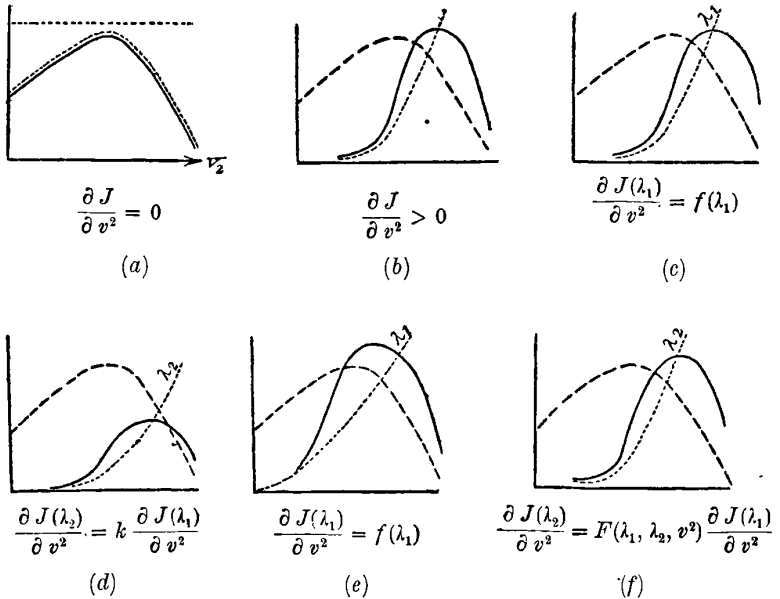 v₂
∂ J / ∂ v² = 0
(a)
∂ J / ∂ v² > 0
(b)
λ₁
∂ J(λ₁) / ∂ v² = f(λ₁)
(c)
λ₂
∂ J(λ₂) / ∂ v² = k ∂ J(λ₁) / ∂ v²
(d)
λ₁
∂ J(λ₁) / ∂ v² = f(λ₁)
(e)
λ₂
∂ J(λ₂) / ∂ v² = F(λ₁, λ₂, v²) ∂ J(λ₁) / ∂ v²
(f)